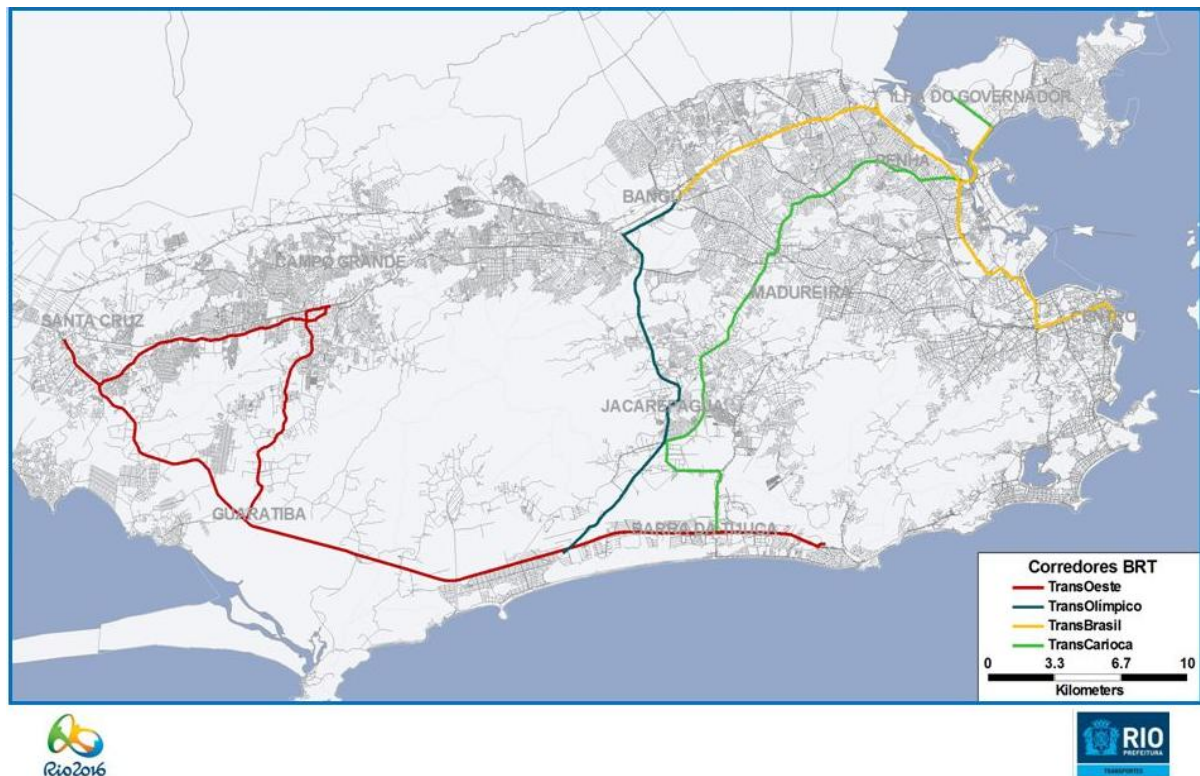 ILHA DO GOVERNADOR
PENHA
BANGU
CAMPO GRANDE
MADUREIRA
SANTA CRUZ
CENTRO
JACAREPAGUÁ
GUARATIBA
BARRA DA TIJUCA
Corredores BRT
TransOeste
TransOlímpico
TransBrasil
TransCarioca
0 3.3 6.7 10
Kilometers
Rio2016
RIO
PREFEITURA
TRANSPORTES